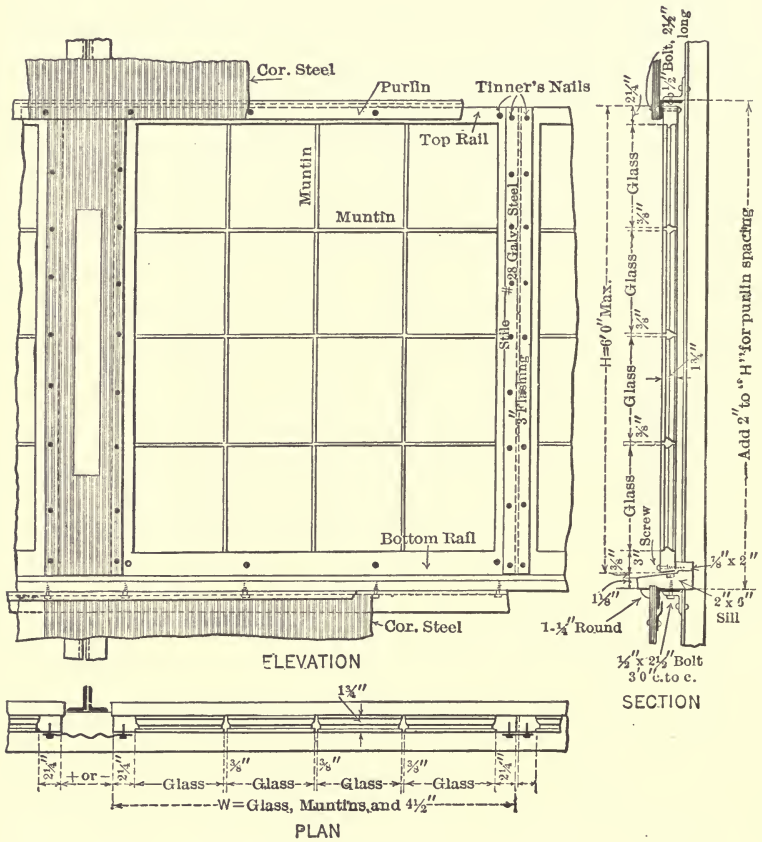 Cor. Steel
Purlin
Tinner's Nails
Top Rail
Muntin
Muntin
Stile
#28 Galv. Steel
3" Flashing
Bottom Rail
Cor. Steel
ELEVATION
½" Bolt, 2½" long
2¼"
Glass
⅜"
Glass
⅜"
Glass
⅜"
Glass
H=6'0" Max.
1¾"
Add 2" to "H" for purlin spacing
Screw
3"
1⅛"
⅞" x 2"
2" x 6"
Sill
1-¼" Round
½" x 2½" Bolt
3'0" c. to c.
SECTION
1¾"
2¼"
+ or -
2¼"
Glass
⅜"
Glass
⅜"
Glass
⅜"
Glass
2¼"
W=Glass, Muntins, and 4½"
PLAN